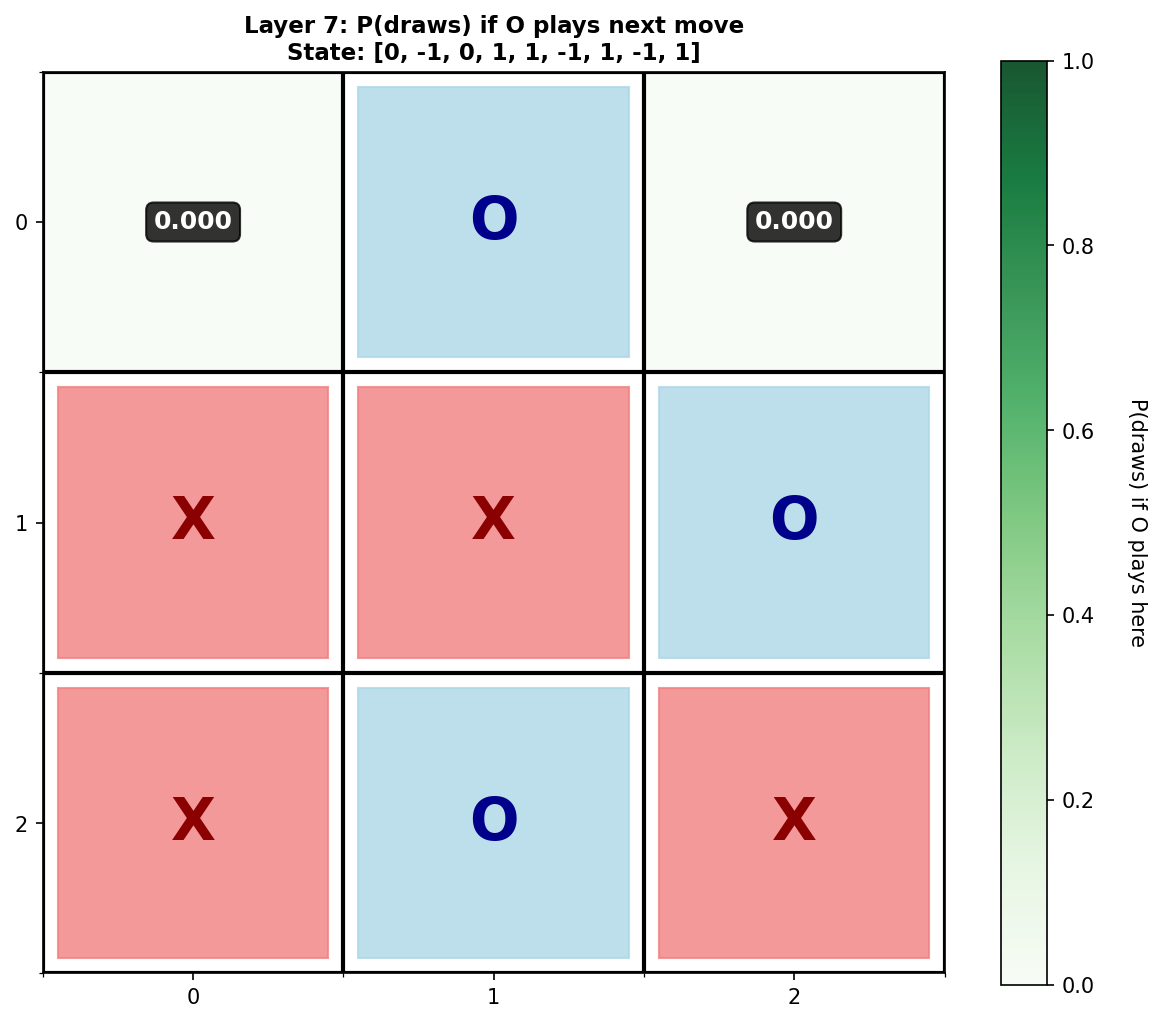 Layer 7: P(draws) if O plays next move
State: [0, -1, 0, 1, 1, -1, 1, -1, 1]
1.0
0.8
0.6
0.4
0.2
0.0
P(draws) if O plays here
0
0.000
O
0.000
1
X
X
O
2
X
O
X
0
1
2